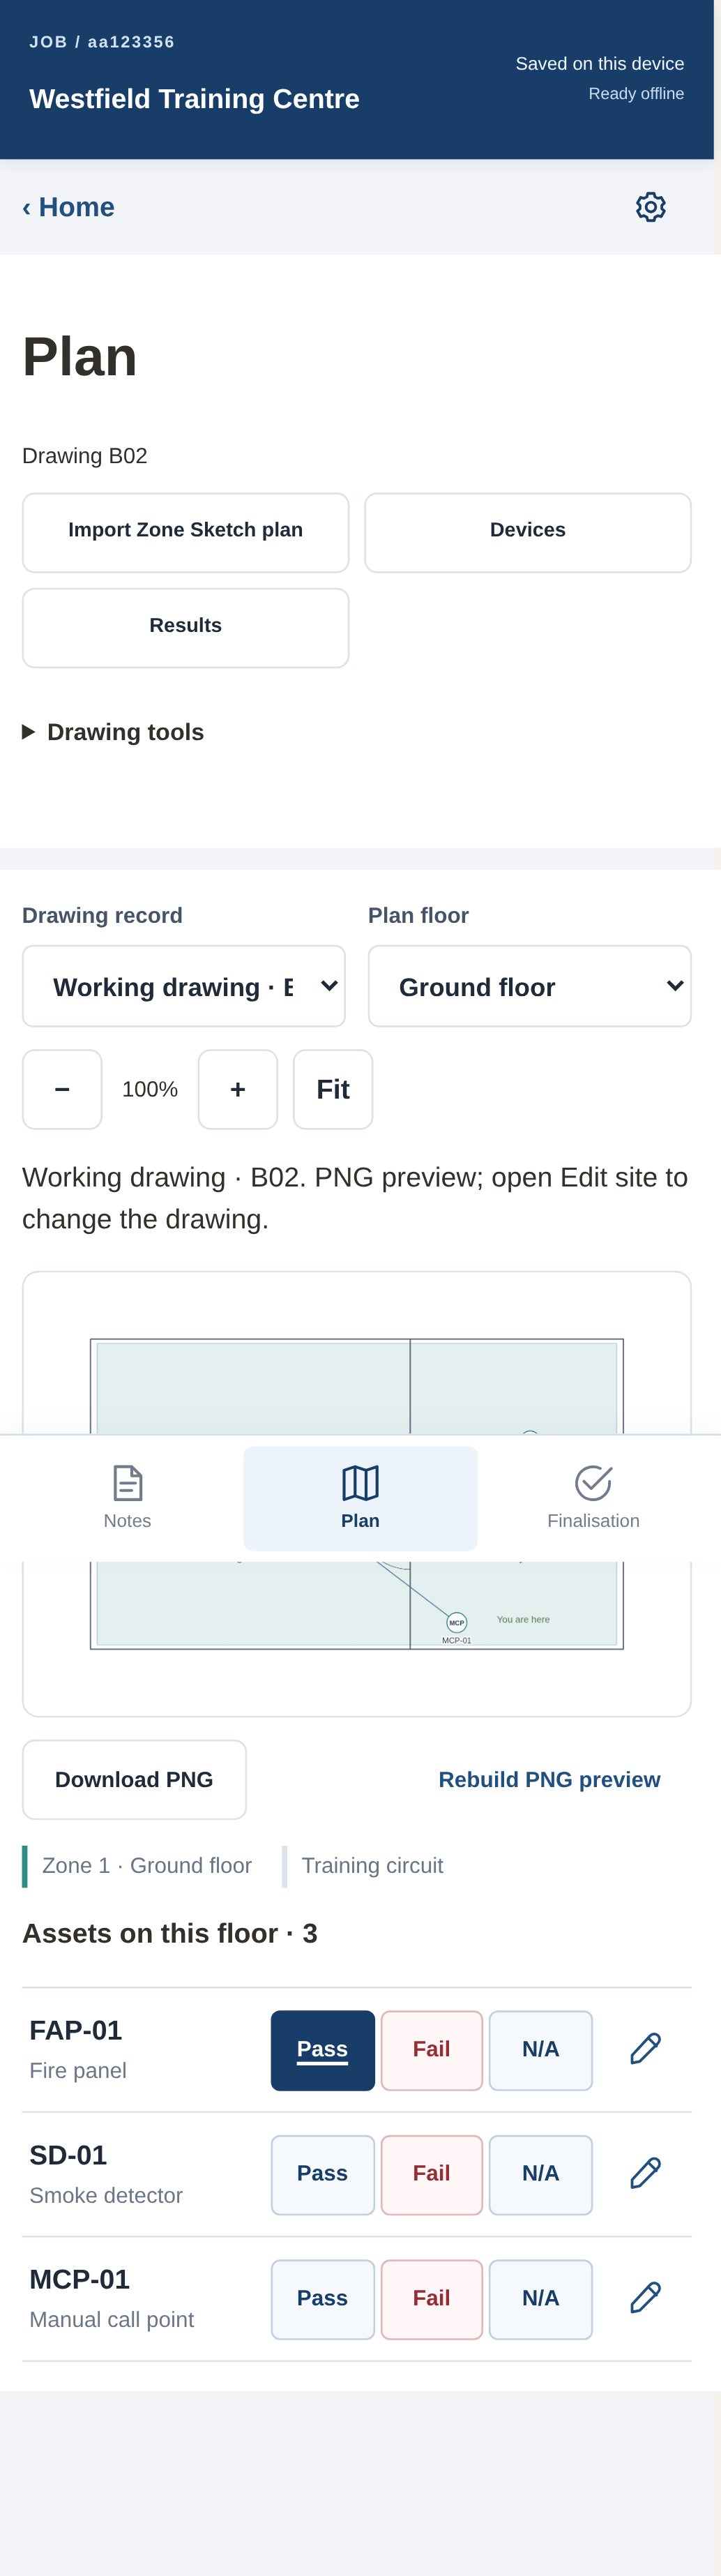 JOB / aa123356
Westfield Training Centre
Saved on this device
Ready offline
‹ Home
Plan
Drawing B02
Import Zone Sketch plan
Devices
Results
▶ Drawing tools
Drawing record
Plan floor
Working drawing ·
Ground floor
−
100%
+
Fit
Working drawing · B02. PNG preview; open Edit site to
change the drawing.
Notes
Plan
Finalisation
MCP
MCP-01
You are here
Download PNG
Rebuild PNG preview
Zone 1 · Ground floor
Training circuit
Assets on this floor · 3
FAP-01
Fire panel
Pass
Fail
N/A
SD-01
Smoke detector
Pass
Fail
N/A
MCP-01
Manual call point
Pass
Fail
N/A